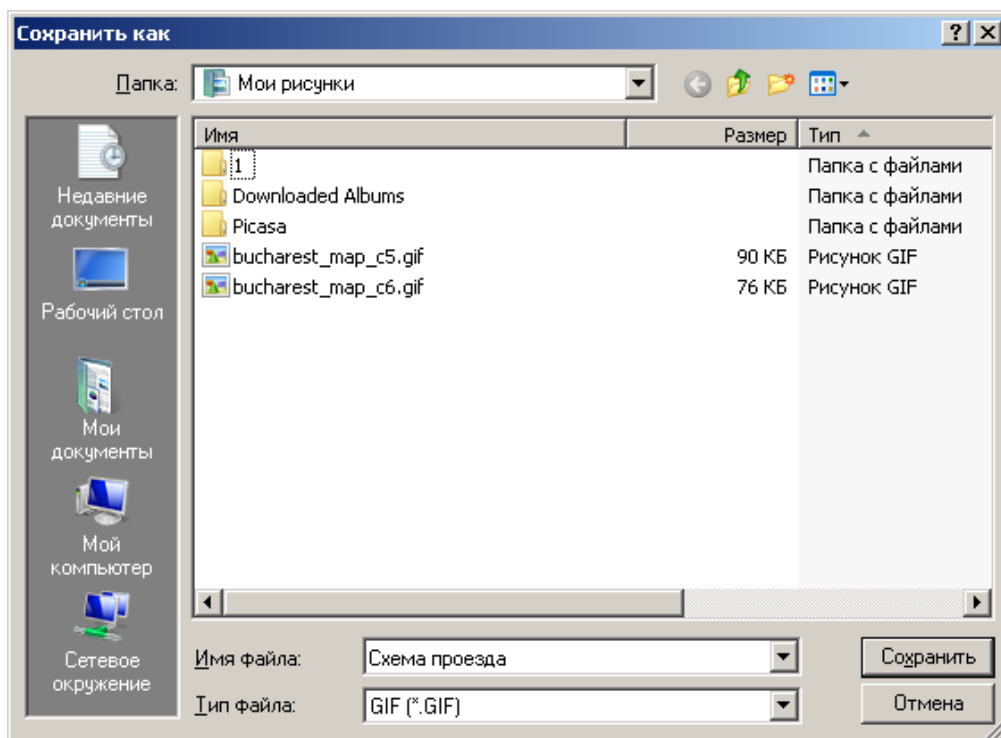 Сохранить как
Папка: Мои рисунки
Имя Размер Тип
1 Папка с файлами
Downloaded Albums Папка с файлами
Picasa Папка с файлами
bucharest_map_c5.gif 90 КБ Рисунок GIF
bucharest_map_c6.gif 76 КБ Рисунок GIF
Недавние
документы
Рабочий стол
Мои
документы
Мой
компьютер
Сетевое
окружение
Имя файла: Схема проезда Сохранить
Тип файла: GIF (*.GIF) Отмена